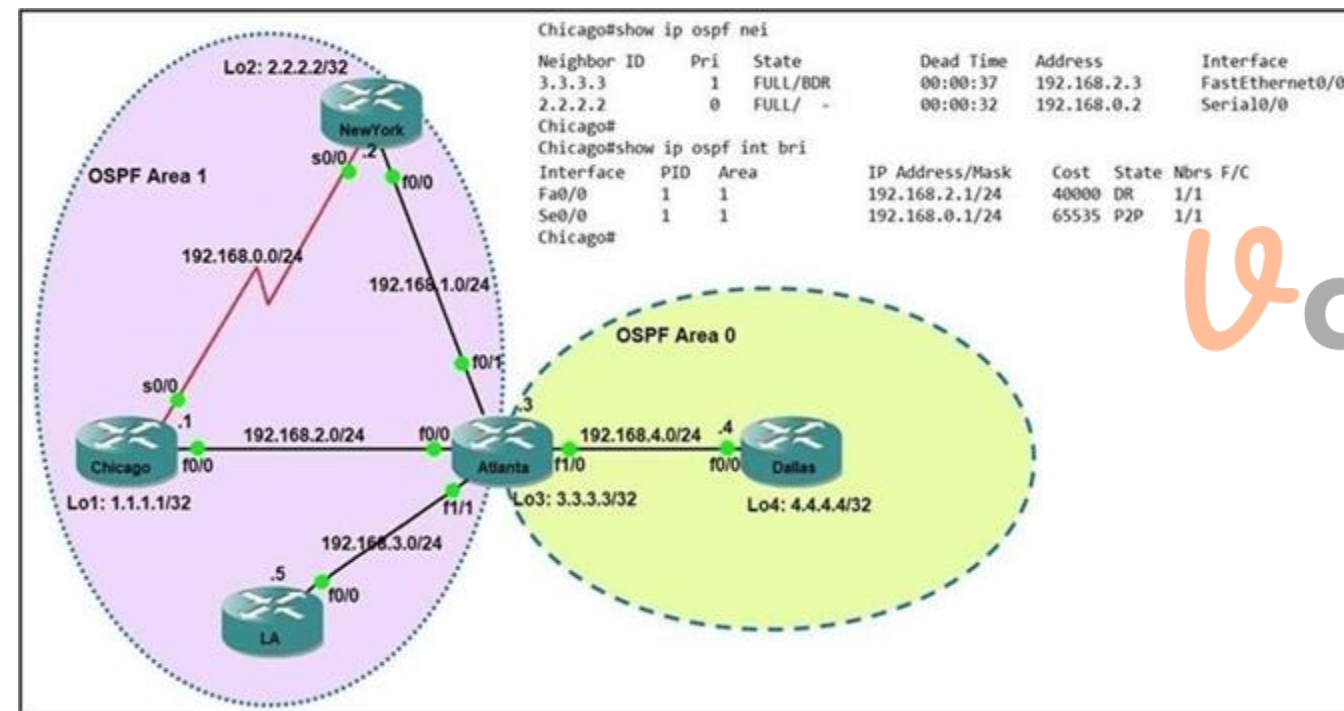 Chicago#show ip ospf nei
Neighbor ID Pri State Dead Time Address Interface
3.3.3.3 1 FULL/BDR 00:00:37 192.168.2.3 FastEthernet0/0
2.2.2.2 0 FULL/ - 00:00:32 192.168.0.2 Serial0/0
Chicago#
Chicago#show ip ospf int bri
Interface PID Area IP Address/Mask Cost State Nbrs F/C
Fa0/0 1 1 192.168.2.1/24 40000 DR 1/1
Se0/0 1 1 192.168.0.1/24 65535 P2P 1/1
Chicago#
Lo2: 2.2.2.2/32
NewYork
s0/0 .2
f0/0
OSPF Area 1
192.168.0.0/24
192.168.1.0/24
OSPF Area 0
f0/1
s0/0
.1
.3
192.168.2.0/24
f0/0
192.168.4.0/24
.4
Chicago
f0/0
Atlanta
f1/0
f0/0
Dallas
Lo1: 1.1.1.1/32
f1/1
Lo3: 3.3.3.3/32
Lo4: 4.4.4.4/32
192.168.3.0/24
.5
f0/0
LA